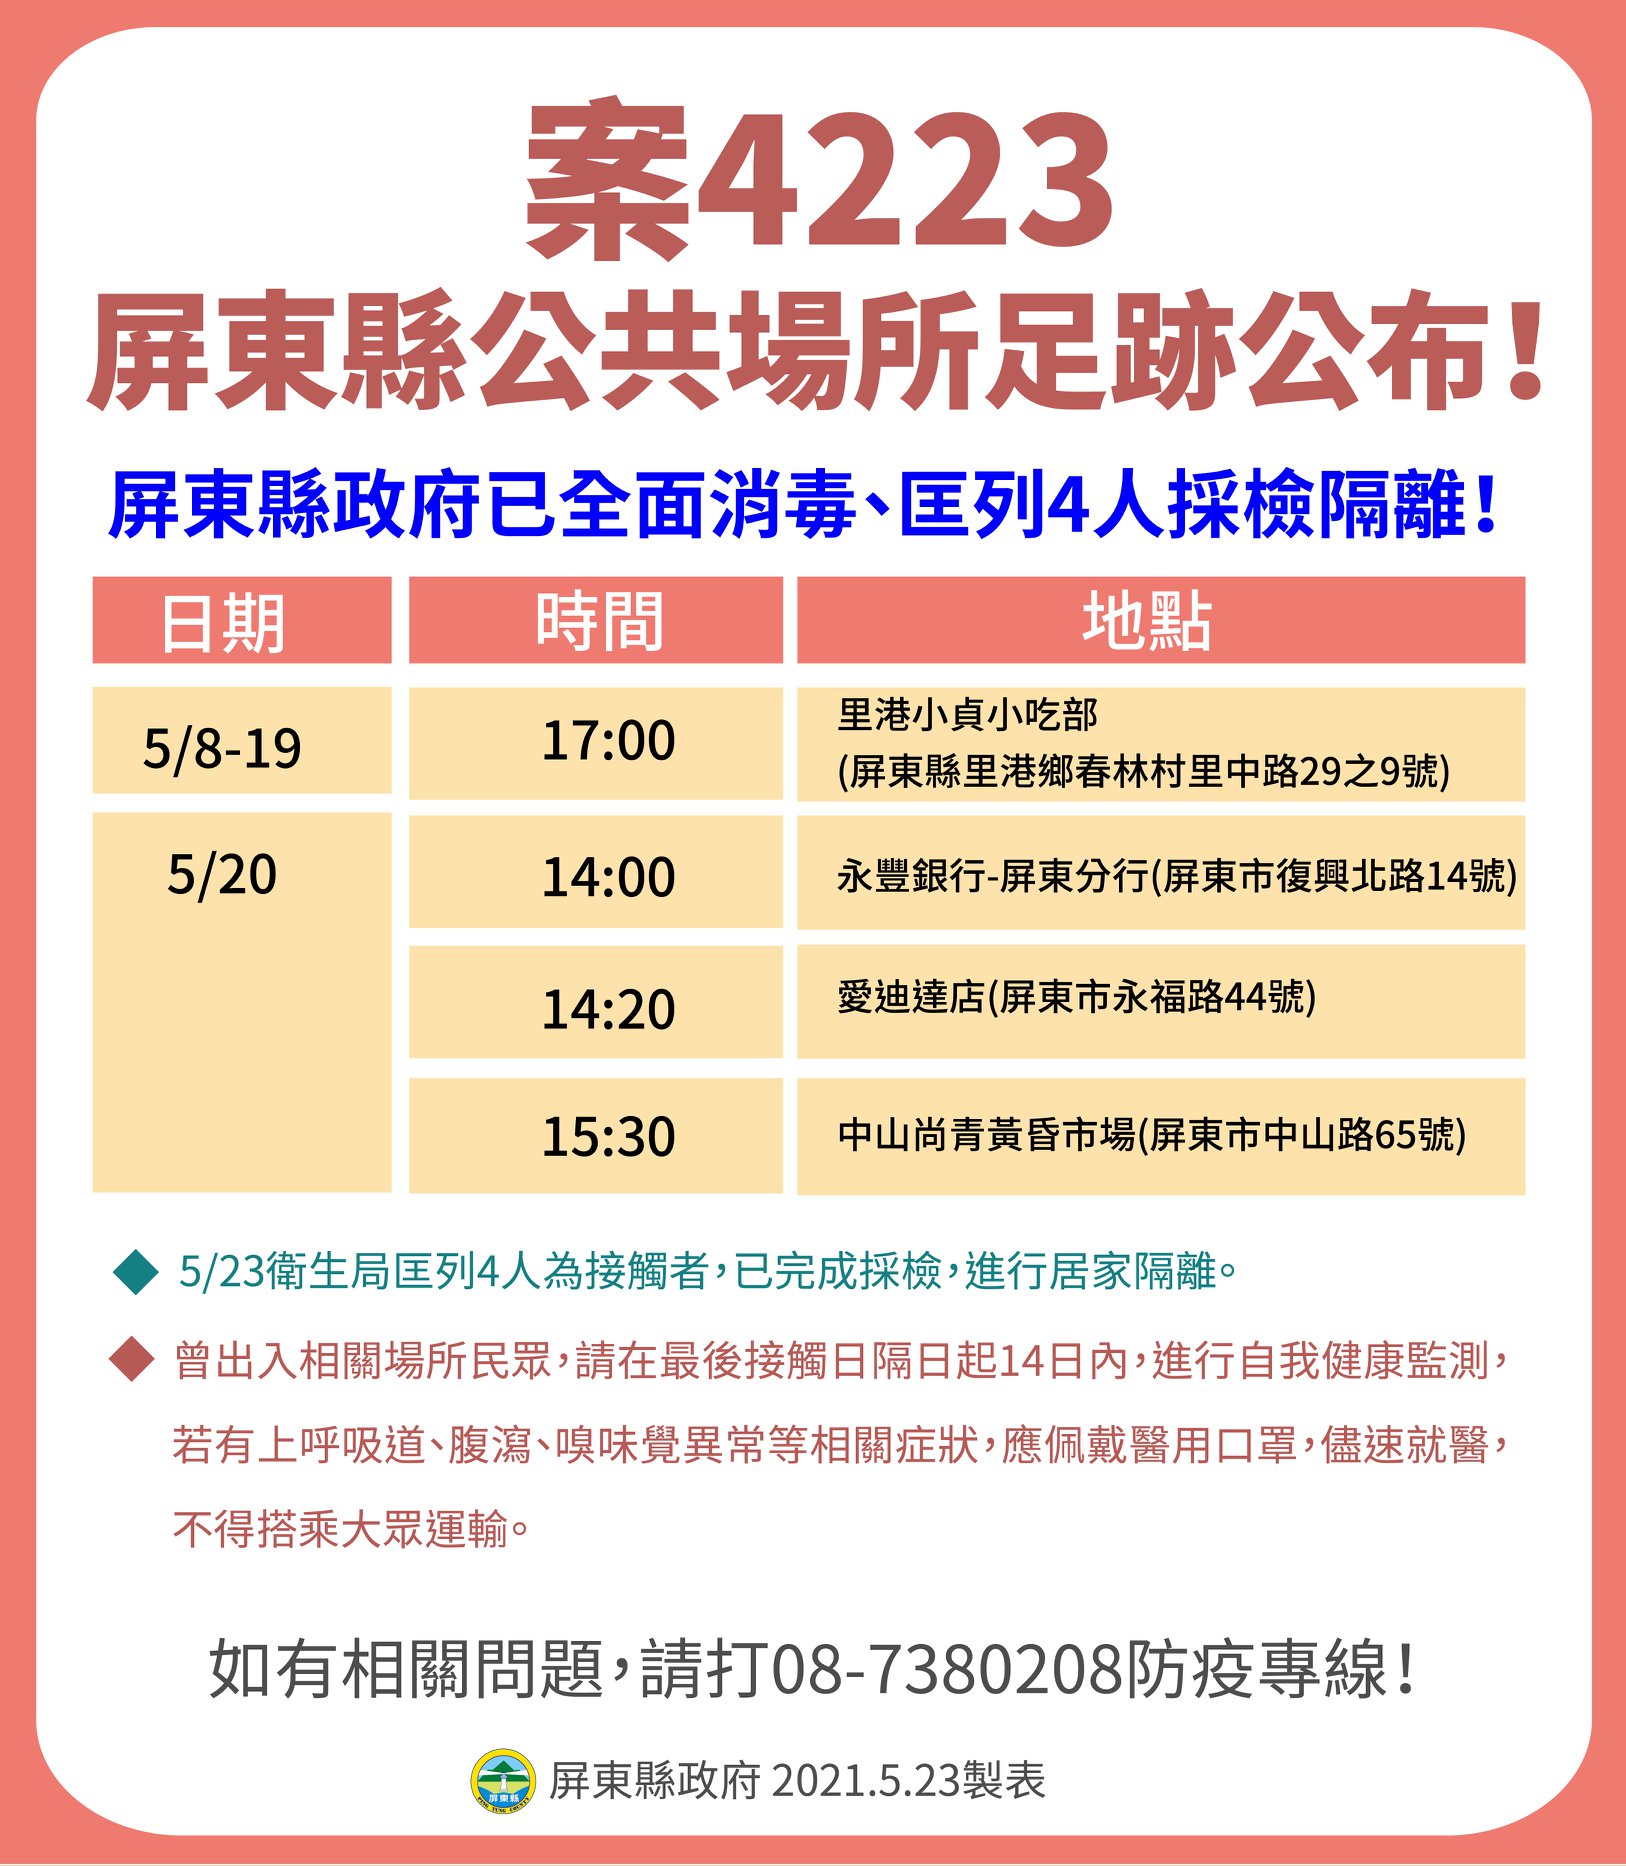 案4223
屏東縣公共場所足跡公布！
屏東縣政府已全面消毒、匡列4人採檢隔離！
日期 時間 地點
5/8-19 17:00 里港小貞小吃部
(屏東縣里港鄉春林村里中路29之9號)
5/20 14:00 永豐銀行-屏東分行(屏東市復興北路14號)
14:20 愛迪達店(屏東市永福路44號)
15:30 中山尚青黃昏市場(屏東市中山路65號)
◆ 5/23衛生局匡列4人為接觸者，已完成採檢，進行居家隔離。
◆ 曾出入相關場所民眾，請在最後接觸日隔日起14日內，進行自我健康監測，
若有上呼吸道、腹瀉、嗅味覺異常等相關症狀，應佩戴醫用口罩，儘速就醫，
不得搭乘大眾運輸。
如有相關問題，請打08-7380208防疫專線！
屏東縣
PING TUNG COUNTY
屏東縣政府 2021.5.23製表